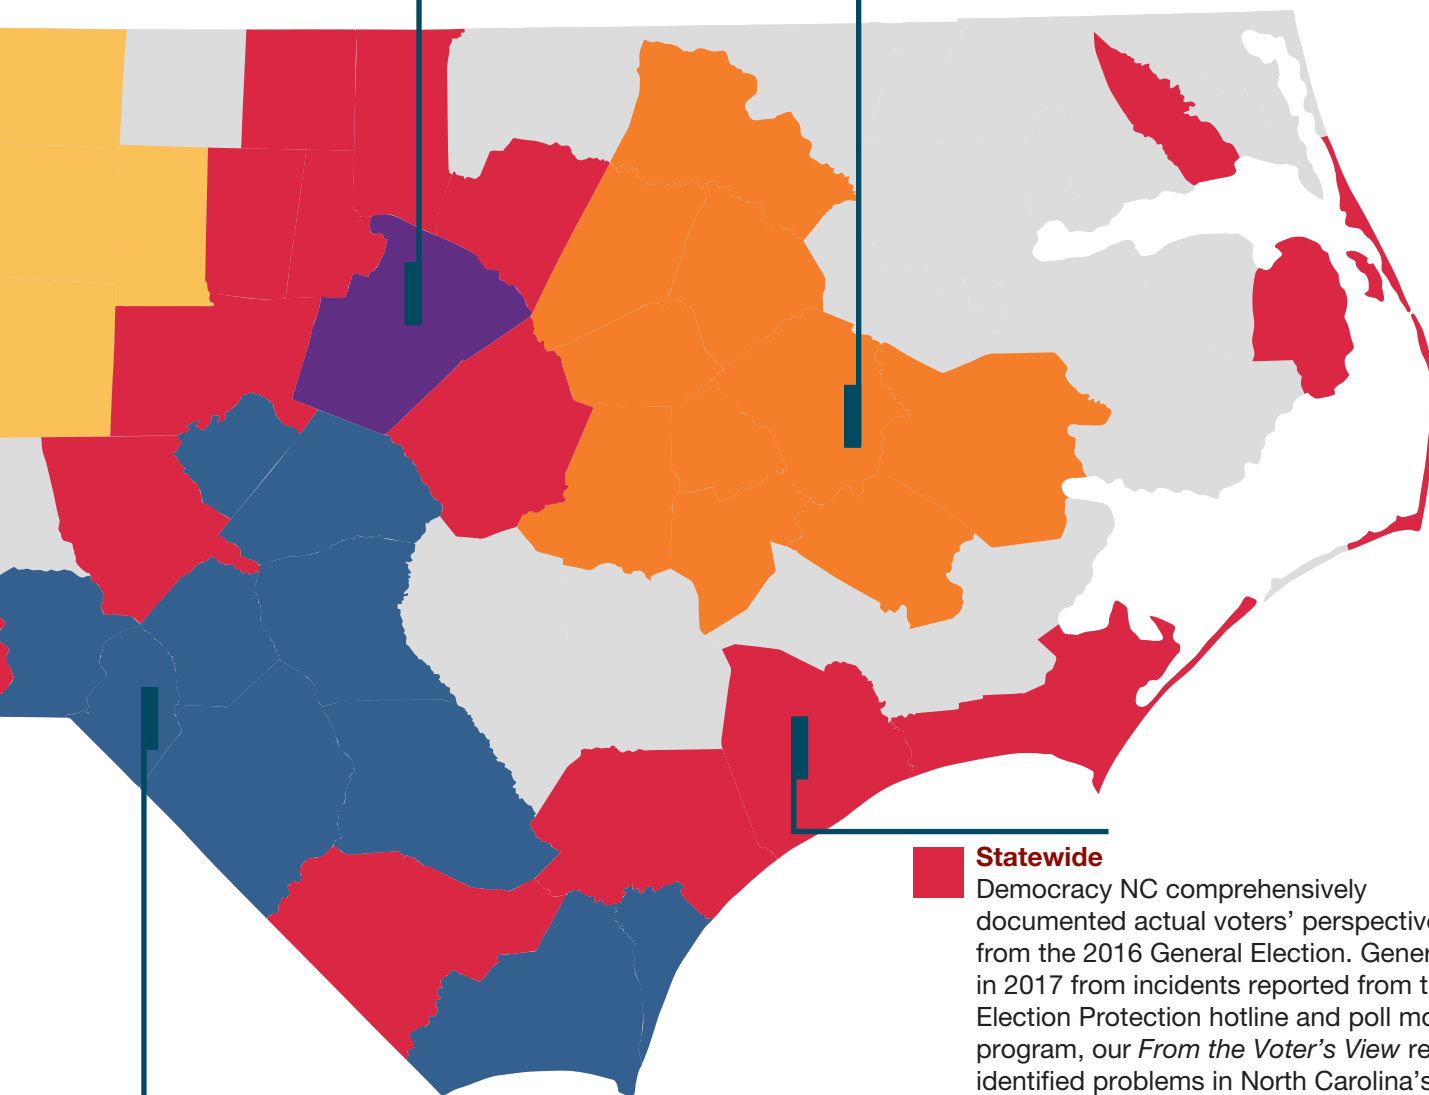 Statewide
Democracy NC comprehensively
documented actual voters’ perspectiv
from the 2016 General Election. Gener
in 2017 from incidents reported from t
Election Protection hotline and poll mo
program, our From the Voter’s View re
identified problems in North Carolina’s